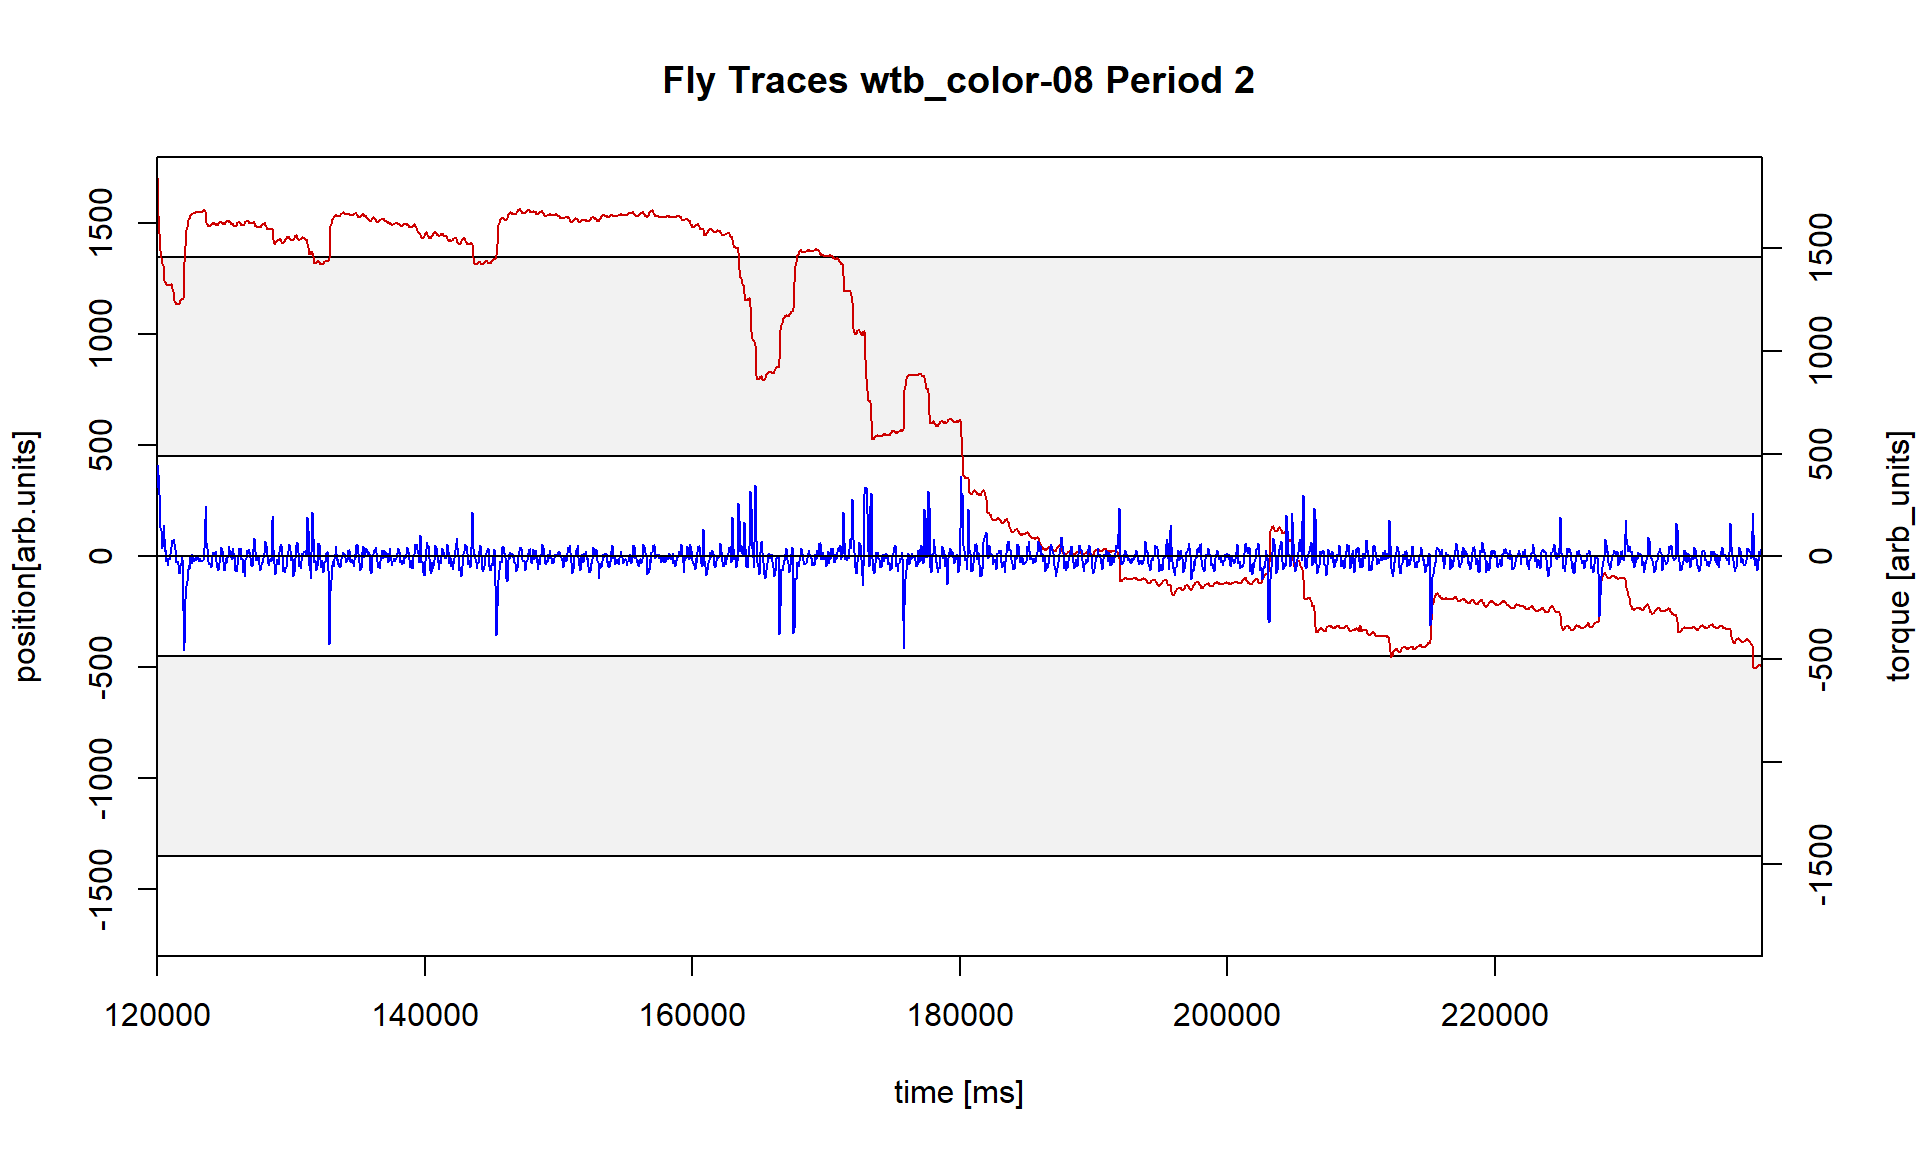 Fly Traces wtb_color-08 Period 2
position[arb.units]
1500
1000
500
0
-500
-1000
-1500
1500
1000
500
0
-500
-1500
torque [arb_units]
120000 140000 160000 180000 200000 220000
time [ms]